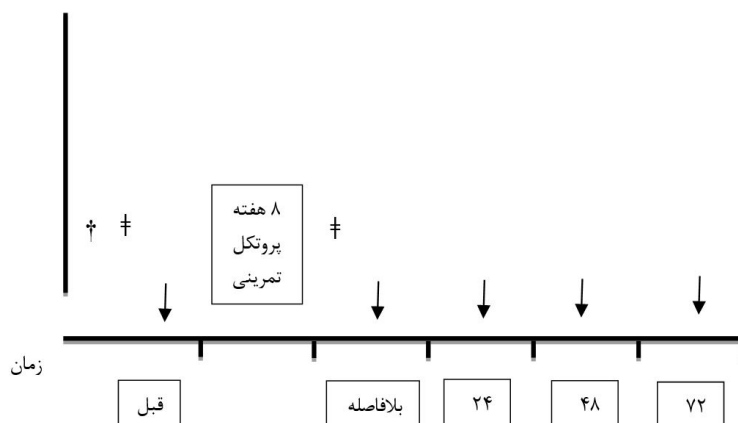 † ‡ ‡
۸ هفته
پروتکل
تمرینی
زمان
قبل
بلافاصله
۲۴
۴۸
۷۲